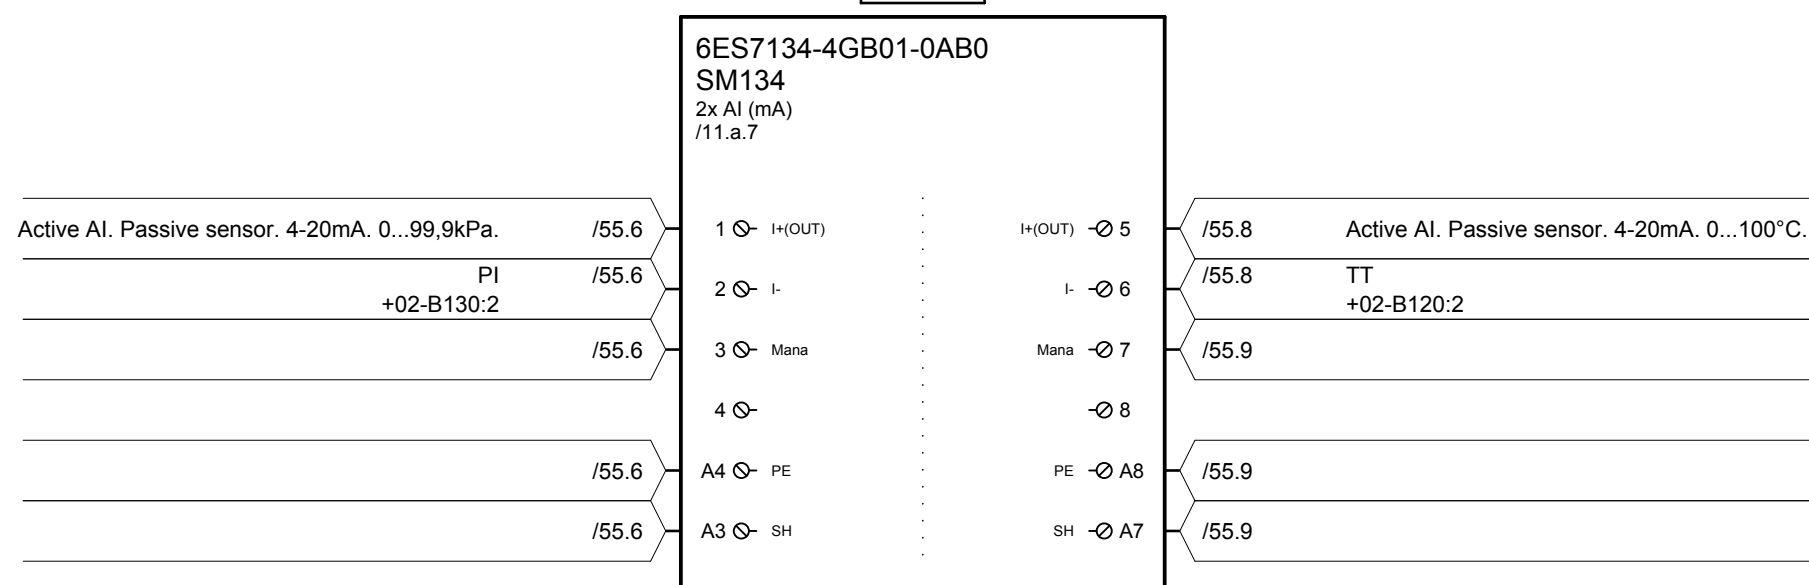 6ES7134-4GB01-0AB0
SM134
2x AI (mA)
/11.a.7
Active AI. Passive sensor. 4-20mA. 0...99,9kPa. /55.6 1 I+(OUT) I+(OUT) 5 /55.8 Active AI. Passive sensor. 4-20mA. 0...100°C.
PI /55.6 2 I- I- 6 /55.8 TT
+02-B130:2 +02-B120:2
/55.6 3 Mana Mana 7 /55.9
4 8
/55.6 A4 PE PE A8 /55.9
/55.6 A3 SH SH A7 /55.9